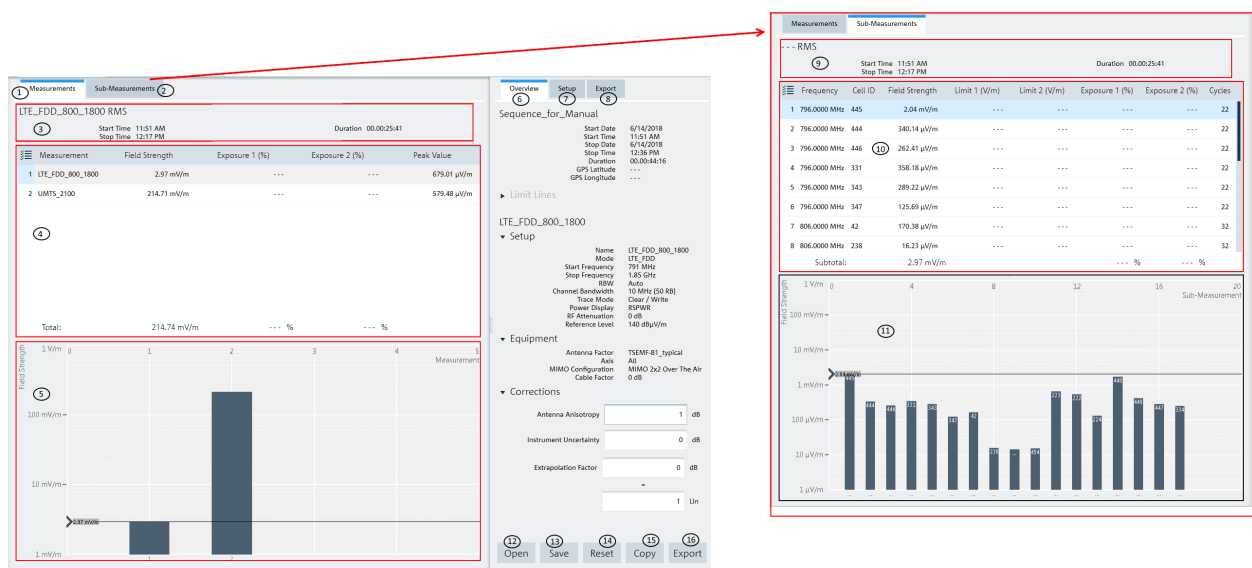 Measurements
Sub-Measurements
1
2
LTE_FDD_800_1800 RMS
3
Start Time 11:51 AM
Stop Time 12:17 PM
Duration 00.00:25:41
Measurement Field Strength Exposure 1 (%) Exposure 2 (%) Peak Value
1 LTE_FDD_800_1800 2.97 mV/m --- --- 679.01 µV/m
2 UMTS_2100 214.71 mV/m --- --- 579.48 µV/m
4
Total: 214.74 mV/m --- % --- %
Field Strength
1 V/m 0 1 2 3 4 5
Measurement
5
100 mV/m
10 mV/m
2.97 mV/m
1 mV/m
1 2
Overview Setup Export
6 7 8
Sequence_for_Manual
Start Date 6/14/2018
Start Time 11:51 AM
Stop Date 6/14/2018
Stop Time 12:36 PM
Duration 00.00:44:16
GPS Latitude ---
GPS Longitude ---
Limit Lines
LTE_FDD_800_1800
Setup
Name LTE_FDD_800_1800
Mode LTE_FDD
Start Frequency 791 MHz
Stop Frequency 1.85 GHz
RBW Auto
Channel Bandwidth 10 MHz (50 RB)
Trace Mode Clear / Write
Power Display RSPWR
RF Attenuation 0 dB
Reference Level 140 dBµV/m
Equipment
Antenna Factor TSEMF-B1_typical
Axis All
MIMO Configuration MIMO 2x2 Over The Air
Cable Factor 0 dB
Corrections
Antenna Anisotropy 1 dB
Instrument Uncertainty 0 dB
Extrapolation Factor 0 dB
=
1 Lin
12 13 14 15 16
Open Save Reset Copy Export
Measurements Sub-Measurements
--- RMS
9
Start Time 11:51 AM
Stop Time 12:17 PM
Duration 00.00:25:41
Frequency Cell ID Field Strength Limit 1 (V/m) Limit 2 (V/m) Exposure 1 (%) Exposure 2 (%) Cycles
1 796.0000 MHz 445 2.04 mV/m --- --- --- --- 22
2 796.0000 MHz 444 340.14 µV/m --- --- --- --- 22
3 796.0000 MHz 446 10 262.41 µV/m --- --- --- --- 22
4 796.0000 MHz 331 358.18 µV/m --- --- --- --- 22
5 796.0000 MHz 343 289.22 µV/m --- --- --- --- 22
6 796.0000 MHz 347 125.69 µV/m --- --- --- --- 22
7 806.0000 MHz 42 170.38 µV/m --- --- --- --- 32
8 806.0000 MHz 238 16.23 µV/m --- --- --- --- 32
Subtotal: 2.97 mV/m --- % --- %
Field Strength
1 V/m 0 4 8 12 16 20
Sub-Measurement
100 mV/m
11
10 mV/m
1 mV/m
445 444 446 331 343 347 42 238 ... 454 223 222 224 448 445 447 334
100 µV/m
10 µV/m
1 µV/m